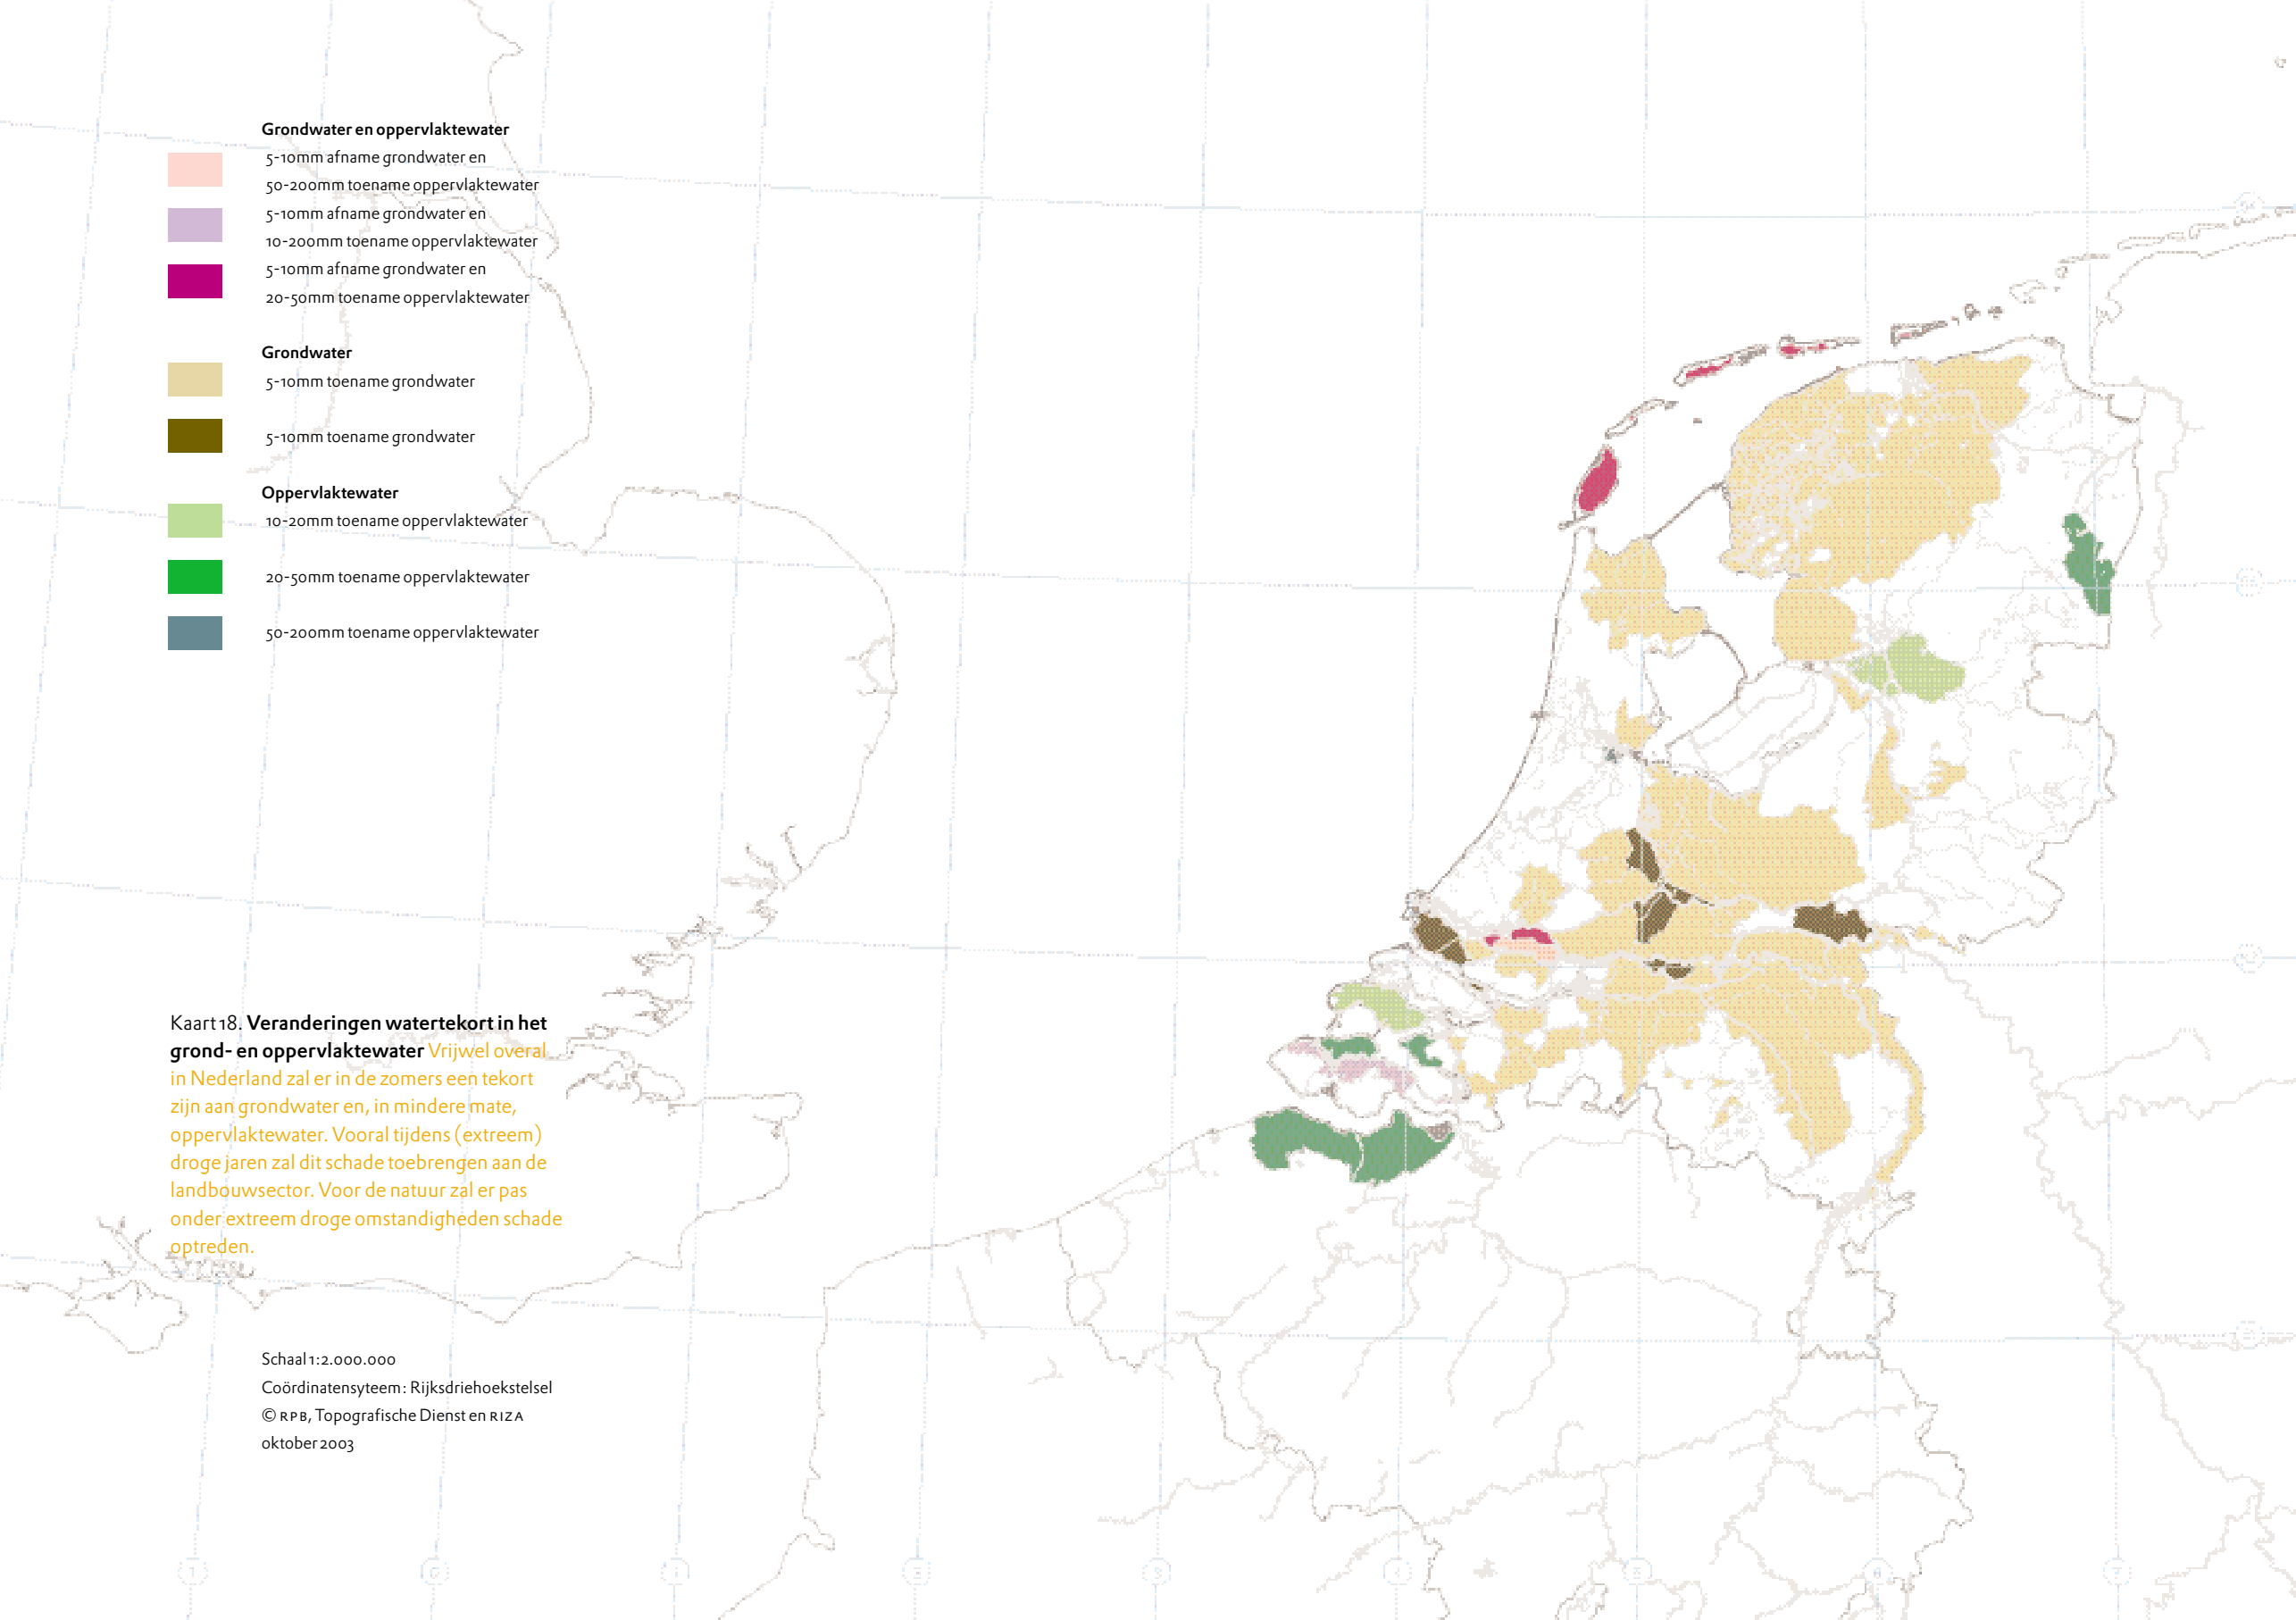 Grondwater en oppervlaktewater
5-10mm afname grondwater en
50-200mm toename oppervlaktewater
5-10mm afname grondwater en
10-200mm toename oppervlaktewater
5-10mm afname grondwater en
20-50mm toename oppervlaktewater
Grondwater
5-10mm toename grondwater
5-10mm toename grondwater
Oppervlaktewater
10-20mm toename oppervlaktewater
20-50mm toename oppervlaktewater
50-200mm toename oppervlaktewater
Kaart 18. Veranderingen watertekort in het
grond- en oppervlaktewater Vrijwel overal
in Nederland zal er in de zomers een tekort
zijn aan grondwater en, in mindere mate,
oppervlaktewater. Vooral tijdens (extreem)
droge jaren zal dit schade toebrengen aan de
landbouwsector. Voor de natuur zal er pas
onder extreem droge omstandigheden schade
optreden.
Schaal 1:2.000.000
Coördinatensyteem: Rijksdriehoekstelsel
© RPB, Topografische Dienst en RIZA
oktober 2003